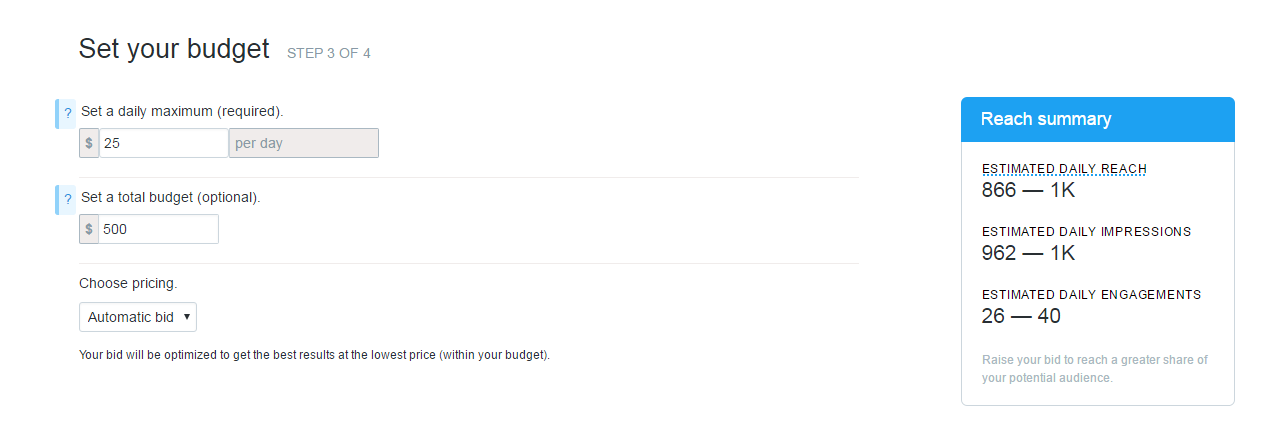 Set your budget STEP 3 OF 4
? Set a daily maximum (required).
$ 25 per day
? Set a total budget (optional).
$ 500
Choose pricing.
Automatic bid ▼
Your bid will be optimized to get the best results at the lowest price (within your budget).
Reach summary
ESTIMATED DAILY REACH
866 — 1K
ESTIMATED DAILY IMPRESSIONS
962 — 1K
ESTIMATED DAILY ENGAGEMENTS
26 — 40
Raise your bid to reach a greater share of
your potential audience.